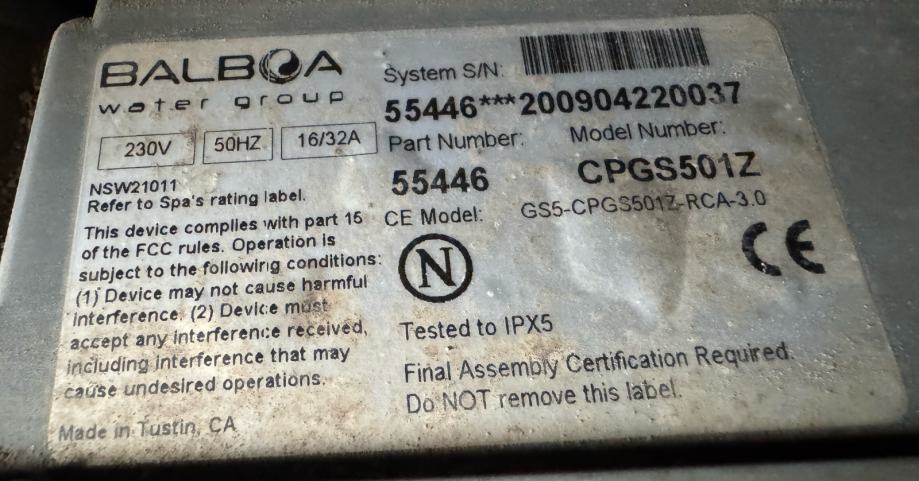 BALBOA
water group
230V 50HZ 16/32A
NSW21011
Refer to Spa's rating label.
This device complies with part 15
of the FCC rules. Operation is
subject to the following conditions:
(1) Device may not cause harmful
interference. (2) Device must
accept any interference received,
including interference that may
cause undesired operations.
Made in Tustin, CA
System S/N:
55446***200904220037
Part Number: Model Number:
55446 CPGS501Z
CE Model: GS5-CPGS501Z-RCA-3.0
N CE
Tested to IPX5
Final Assembly Certification Required.
Do NOT remove this label.